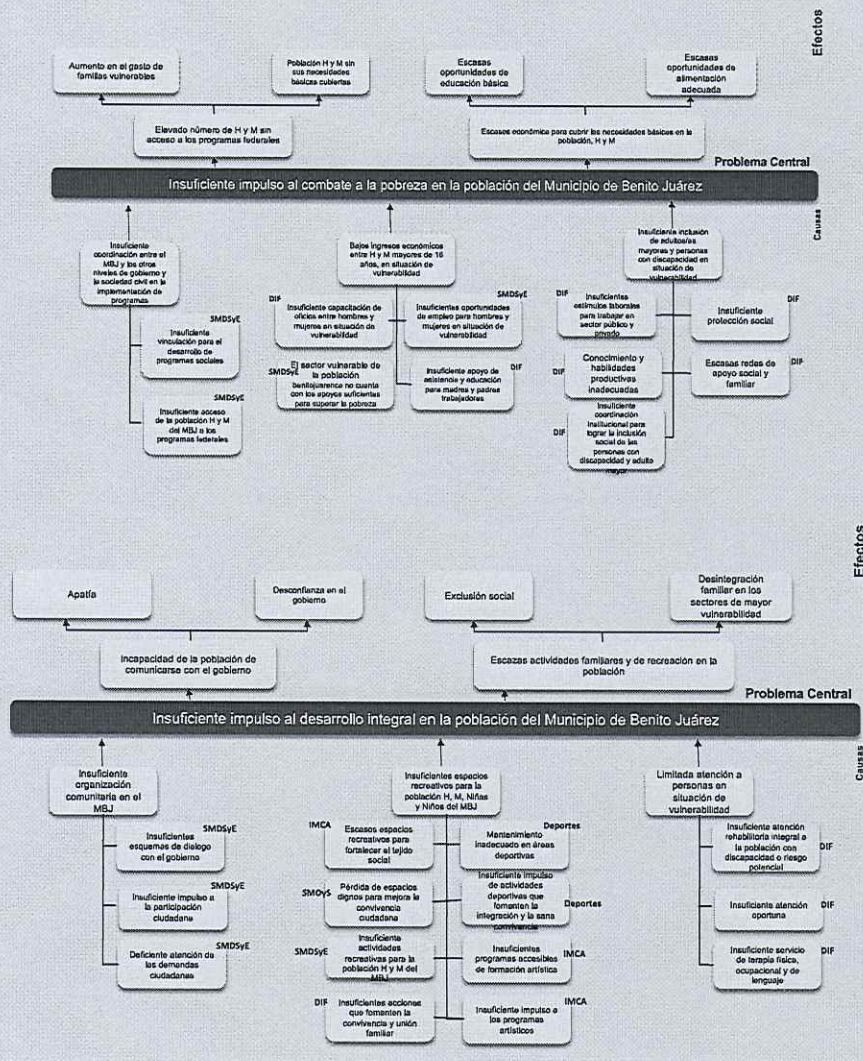 Efectos
Aumento en el gasto de
familias vulnerables
Población H y M sin
sus necesidades
básicas cubiertas
Escasas
oportunidades de
educación básica
Escasas
oportunidades de
alimentación
adecuada
Elevado número de H y M sin
acceso a los programas federales
Escases económica para cubrir las necesidades básicas en la
población, H y M
Problema Central
Insuficiente impulso al combate a la pobreza en la población del Municipio de Benito Juárez
Causas
Insuficiente
coordinación entre el
MBJ y los otros
niveles de gobierno y
la sociedad civil en la
implementación de
programas
SMDSyE
Insuficiente
vinculación para el
desarrollo de
programas sociales
SMDSyE
Insuficiente acceso
de la población H y M
del MBJ a los
programas federales
Bajos ingresos económicos
entre H y M mayores de 16
años, en situación de
vulnerabilidad
DIF
Insuficiente capacitación de
oficios entre hombres y
mujeres en situación de
vulnerabilidad
SMDSyE
Insuficientes oportunidades
de empleo para hombres y
mujeres en situación de
vulnerabilidad
SMDSyE
El sector vulnerable de
la población
benitojuarence no cuenta
con los apoyos suficientes
para superar la pobreza
DIF
Insuficiente apoyo de
asistencia y educación
para madres y padres
trabajadores
Insuficiente inclusión
de adultos/as
mayores y personas
con discapacidad en
situación de
vulnerabilidad
DIF
Insuficientes
estímulos laborales
para trabajar en
sector público y
privado
DIF
Insuficiente
protección social
DIF
Conocimiento y
habilidades
productivas
inadecuadas
DIF
Escasas redes de
apoyo social y
familiar
DIF
Insuficiente
coordinación
Institucional para
lograr la inclusión
social de las
personas con
discapacidad y adulto
mayor
Efectos
Apatía
Desconfianza en el
gobierno
Exclusión social
Desintegración
familiar en los
sectores de mayor
vulnerabilidad
Incapacidad de la población de
comunicarse con el gobierno
Escazas actividades familiares y de recreación en la
población
Problema Central
Insuficiente impulso al desarrollo integral en la población del Municipio de Benito Juárez
Causas
Insuficiente
organización
comunitaria en el
MBJ
SMDSyE
Insuficientes
esquemas de dialogo
con el gobierno
SMDSyE
Insuficiente impulso a
la participación
ciudadana
SMDSyE
Deficiente atención de
las demandas
ciudadanas
Insuficientes espacios
recreativos para la
población H, M, Niñas
y Niños del MBJ
IMCA
Escasos espacios
recreativos para
fortalecer el tejido
social
Deportes
Mantenimiento
inadecuado en áreas
deportivas
SMOyS
Pérdida de espacios
dignos para mejora la
convivencia
ciudadana
Deportes
Insuficiente impulso
de actividades
deportivas que
fomenten la
integración y la sana
convivencia
SMDSyE
Insuficiente
actividades
recreativas para la
población H y M del
MBJ
IMCA
Insuficientes
programas accesibles
de formación artística
DIF
Insuficientes acciones
que fomenten la
convivencia y unión
familiar
IMCA
Insuficiente impulso a
los programas
artísticos
Limitada atención a
personas en
situación de
vulnerabilidad
Insuficiente atención
rehabilitoria integral a
la población con
discapacidad o riesgo
potencial
DIF
Insuficiente atención
oportuna
DIF
Insuficiente servicio
de terapia física,
ocupacional y de
lenguaje
DIF